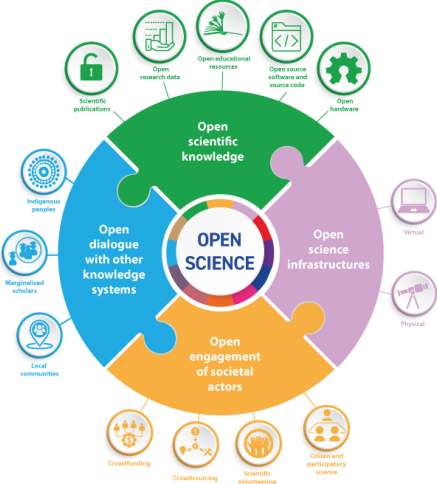 Scientific
publications
Open
research data
Open educational
resources
Open source
software and
source code
Open
hardware
Open
scientific
knowledge
Indigenous
peoples
Marginalised
scholars
Local
communities
Open
dialogue
with other
knowledge
systems
OPEN
SCIENCE
Open
science
infrastructures
Virtual
Physical
Open
engagement
of societal
actors
Crowdfunding
Crowdsourcing
Scientific
volunteering
Citizen and
participatory
science